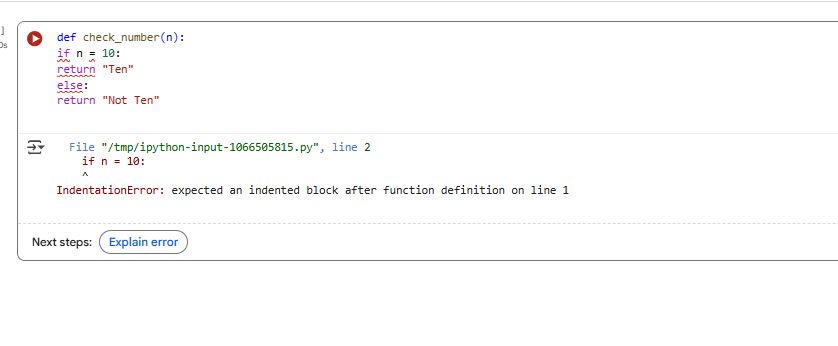 ]
0s
def check_number(n):
if n = 10:
return "Ten"
else:
return "Not Ten"
File "/tmp/ipython-input-1066505815.py", line 2
if n = 10:
^
IndentationError: expected an indented block after function definition on line 1
Next steps: Explain error